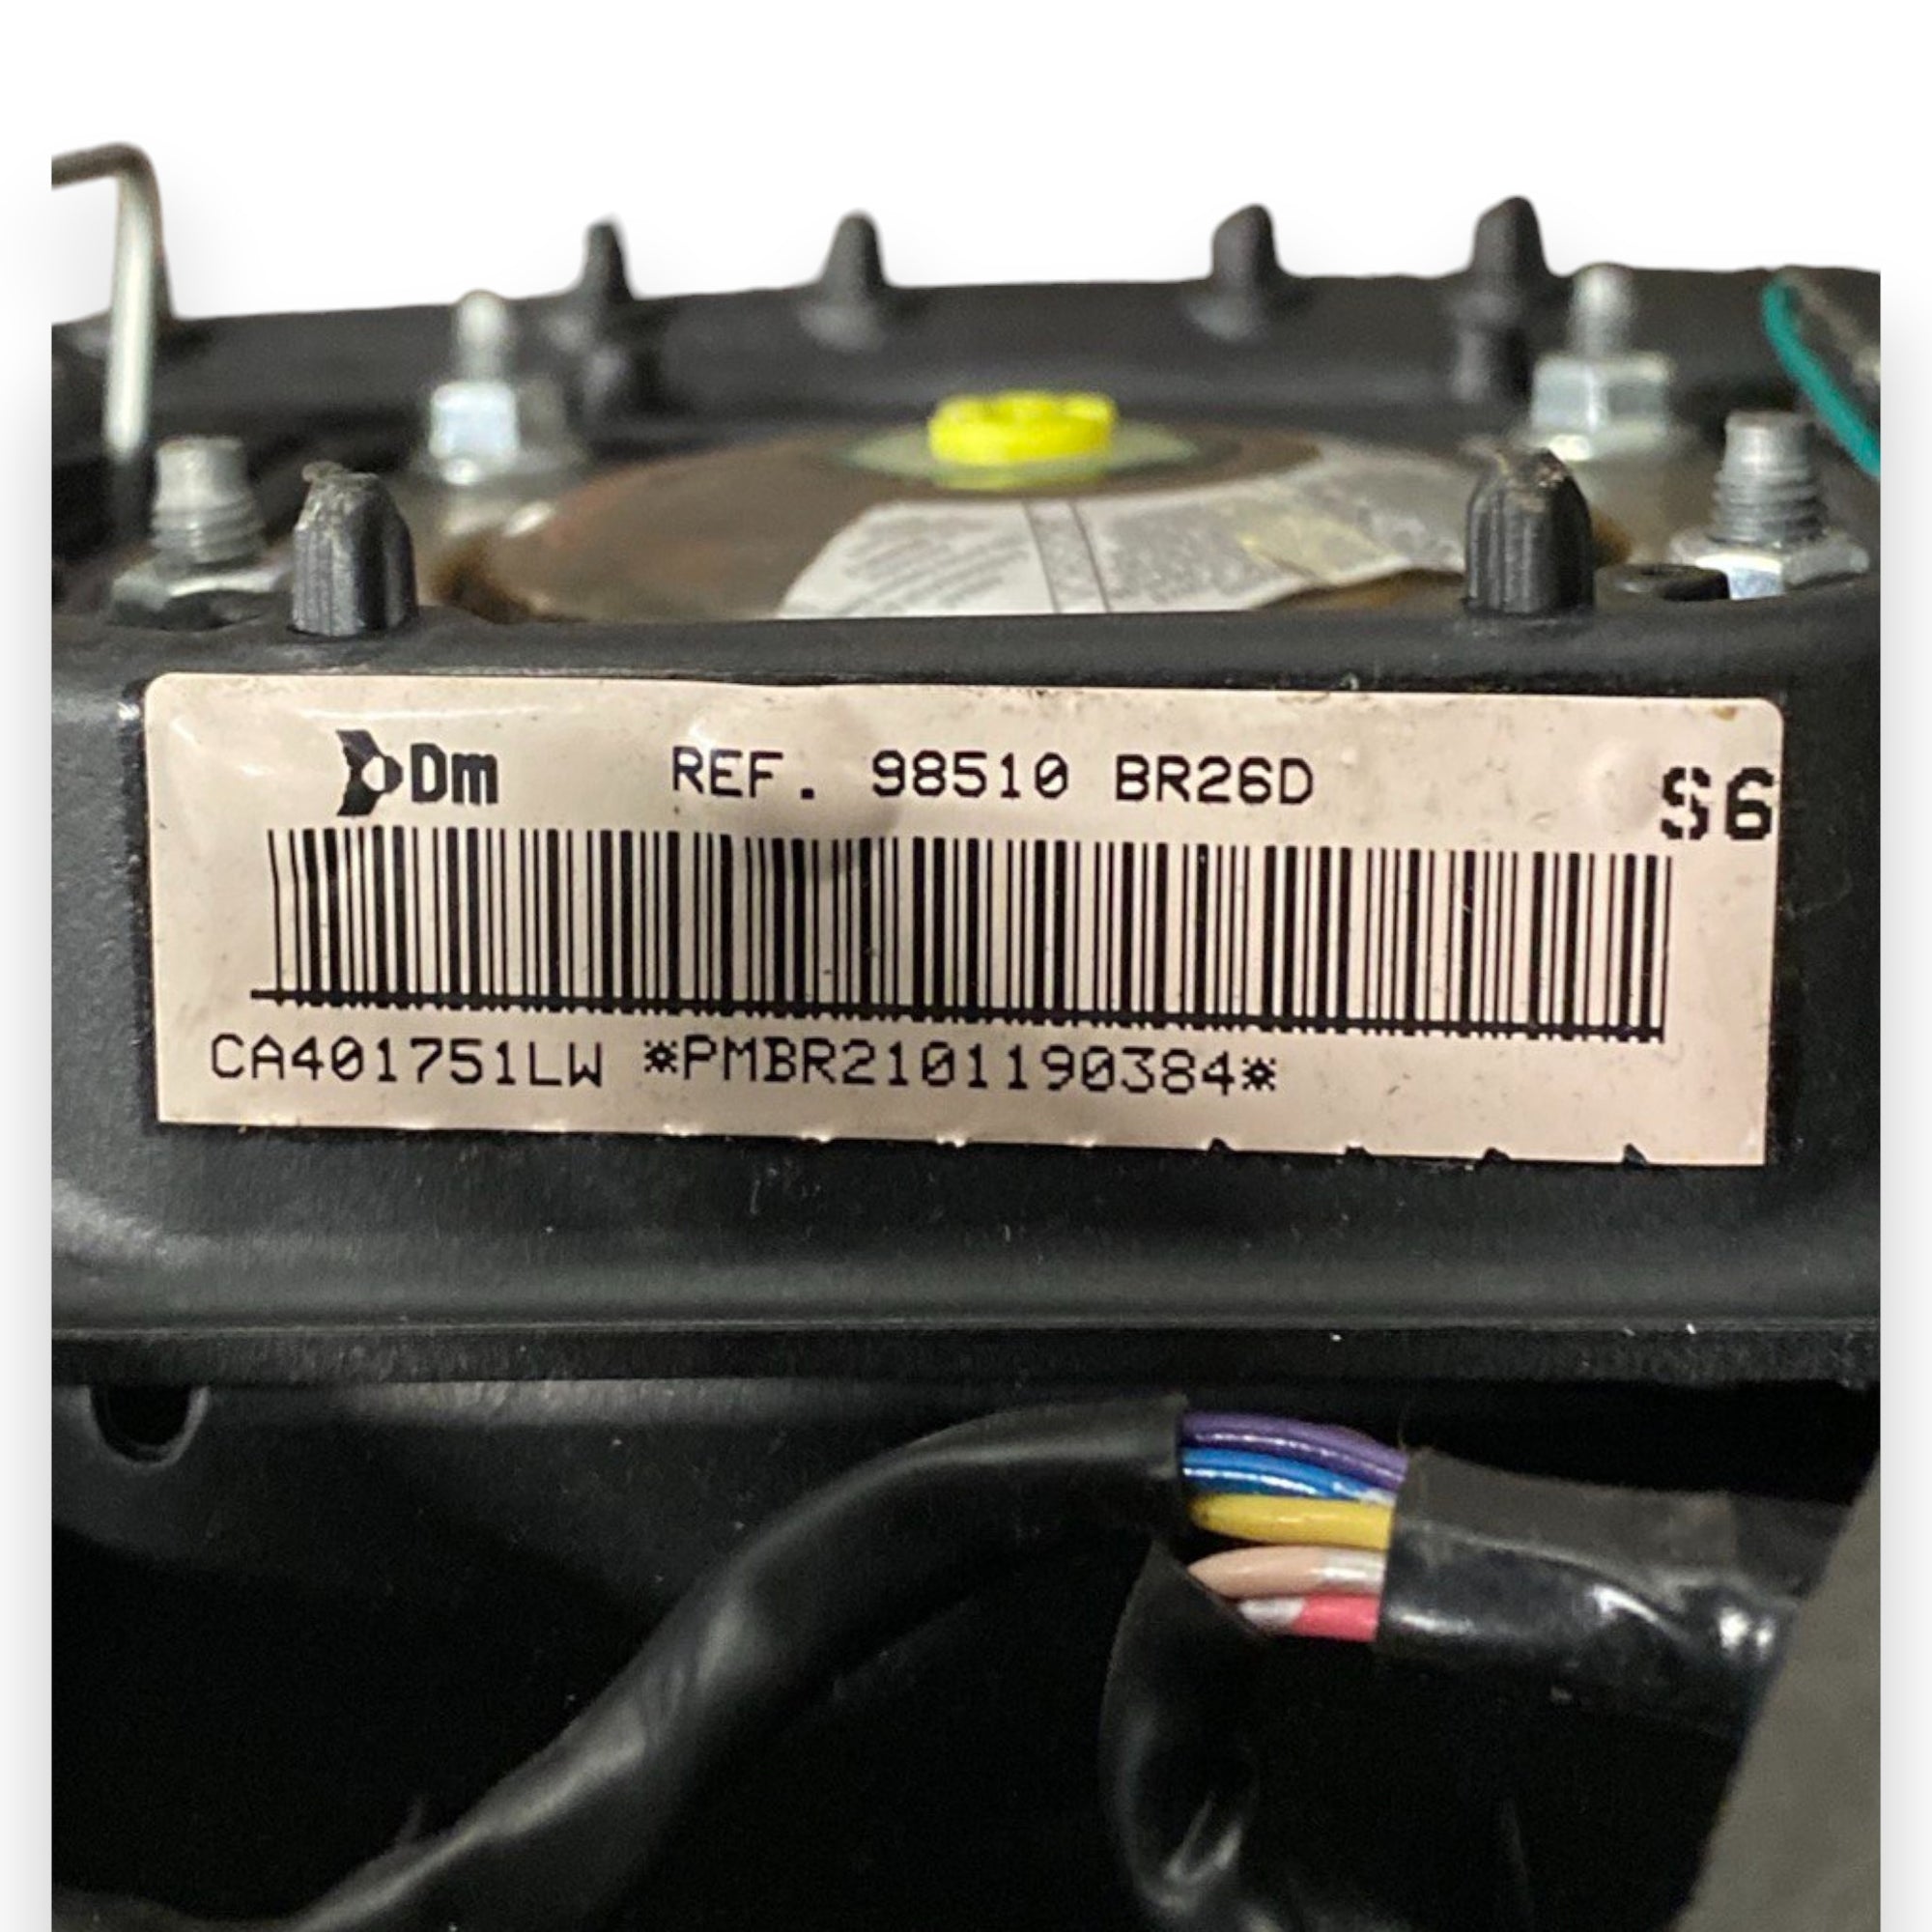 Dm REF. 98510 BR26D S6
CA401751LW *PMBR2101190384*